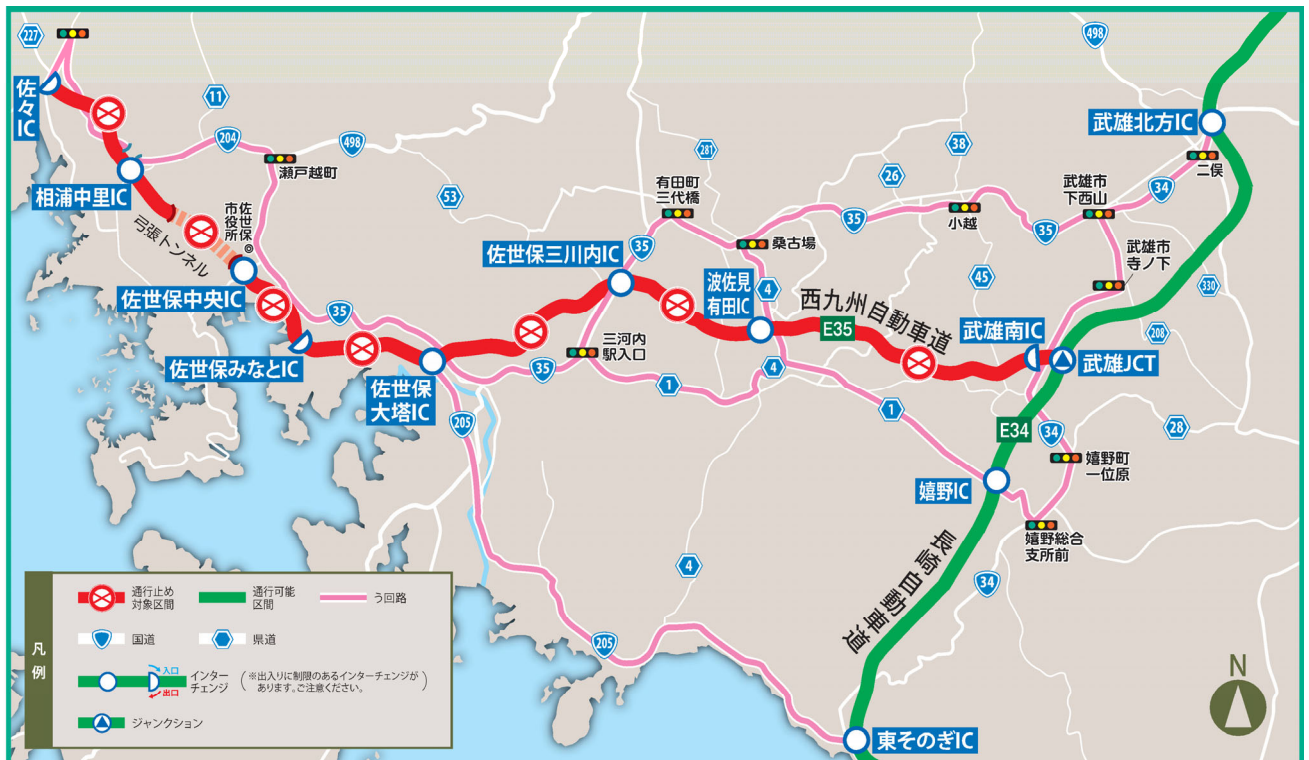 227
佐々
IC
11
204
498
瀬戸越町
相浦中里IC
53
佐世保
市役所
弓張トンネル
佐世保中央IC
35
佐世保みなとIC
佐世保
大塔IC
205
佐世保三川内IC
35
有田町
三代橋
281
桑古場
35
26
38
小越
35
武雄市
下西山
34
498
武雄北方IC
二俣
武雄市
寺ノ下
45
330
208
波佐見
有田IC
4
西九州自動車道
E35
武雄南IC
武雄JCT
三河内
駅入口
35
1
4
1
E34
34
28
嬉野町
一位原
嬉野IC
嬉野総合
支所前
長崎自動車道
34
4
205
東そのぎIC
N
凡例
通行止め
対象区間
通行可能
区間
う回路
国道
県道
入口
出口
インター
チェンジ
(※出入りに制限のあるインターチェンジが
あります。ご注意ください。)
ジャンクション